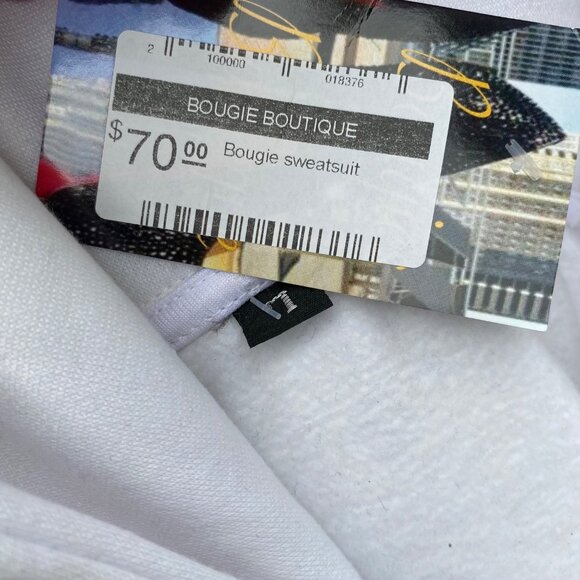 2 100000 018376
BOUGIE BOUTIQUE
$70.00 Bougie sweatsuit